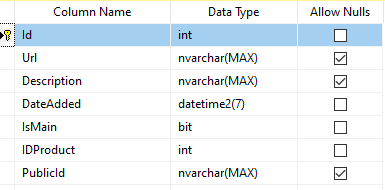 Column Name Data Type Allow Nulls
Id int
Url nvarchar(MAX)
Description nvarchar(MAX)
DateAdded datetime2(7)
IsMain bit
IDProduct int
PublicId nvarchar(MAX)